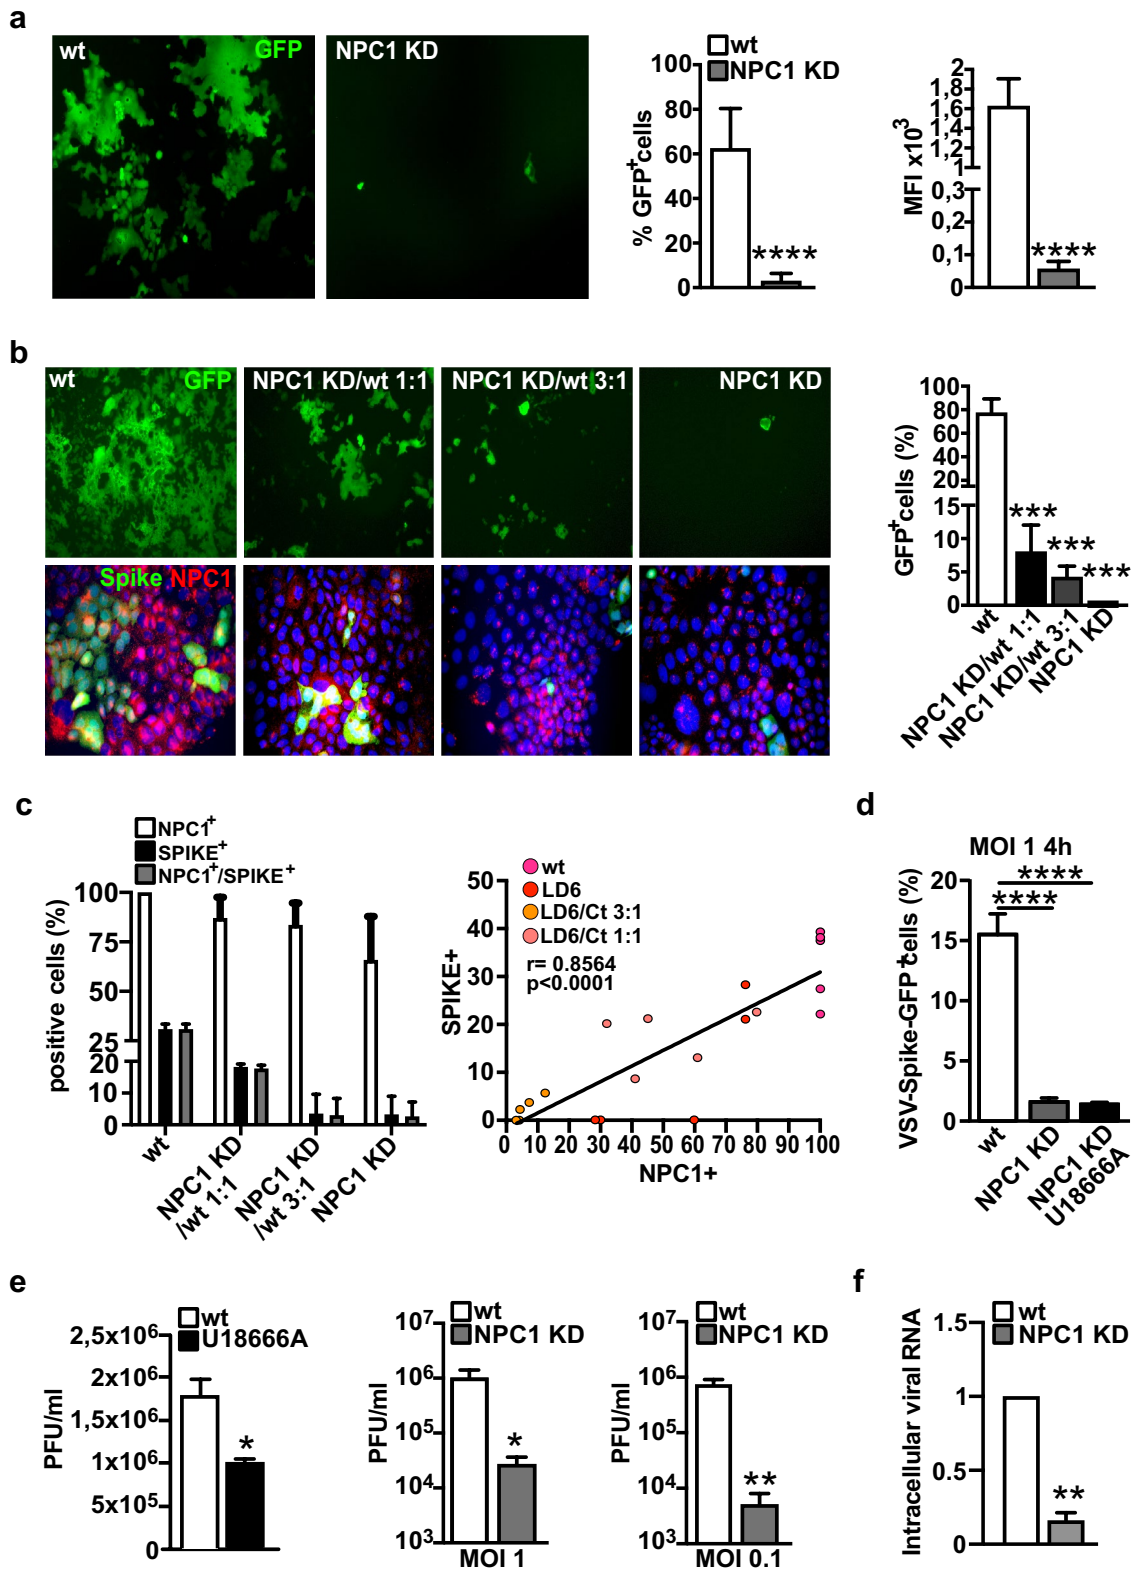 a
wt
GFP
NPC1 KD
wt
NPC1 KD
% GFP+cells
100
80
60
40
20
0
****
MFI x10³
2
1,8
1,6
1,4
1,2
1
0,3
0,2
0,1
0
****
b
wt
GFP
NPC1 KD/wt 1:1
NPC1 KD/wt 3:1
NPC1 KD
Spike NPC1
GFP+cells (%)
100
80
60
40
20
15
10
5
0
***
***
***
wt
NPC1 KD/wt 1:1
NPC1 KD/wt 3:1
NPC1 KD
c
NPC1+
SPIKE+
NPC1+/SPIKE+
positive cells (%)
100
75
50
25
20
10
0
wt
NPC1 KD
/wt 1:1
NPC1 KD
/wt 3:1
NPC1 KD
wt
LD6
LD6/Ct 3:1
LD6/Ct 1:1
r= 0.8564
p<0.0001
SPIKE+
50
40
30
20
10
0
0 10 20 30 40 50 60 70 80 90 100
NPC1+
d
MOI 1 4h
VSV-Spike-GFP+cells (%)
20
15
10
5
0
****
****
wt
NPC1 KD
NPC1 KD
U18666A
e
wt
U18666A
PFU/ml
2,5x10⁶
2x10⁶
1,5x10⁶
1x10⁶
5x10⁵
0
*
wt
NPC1 KD
PFU/ml
10⁷
10⁶
10⁵
10⁴
10³
*
MOI 1
wt
NPC1 KD
PFU/ml
10⁷
10⁶
10⁵
10⁴
10³
**
MOI 0.1
f
wt
NPC1 KD
Intracellular viral RNA
1.5
1
0.5
0
**